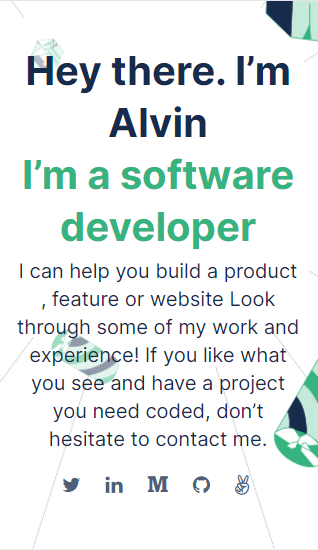 Hey there. I’m
Alvin
I’m a software
developer
I can help you build a product
, feature or website Look
through some of my work and
experience! If you like what
you see and have a project
you need coded, don’t
hesitate to contact me.